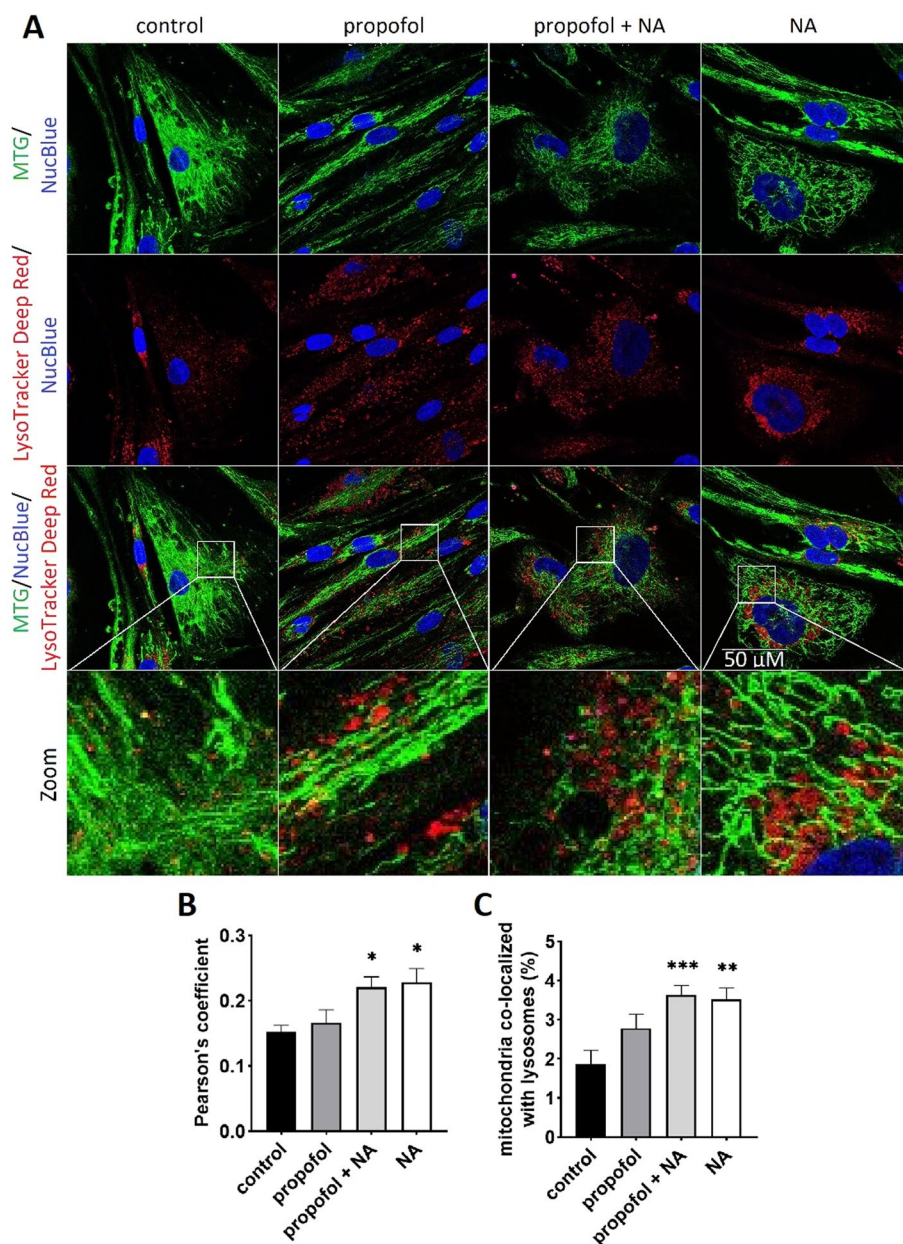 A
control propofol propofol + NA NA
MTG/
NucBlue
LysoTracker Deep Red/
NucBlue
MTG/NucBlue/
LysoTracker Deep Red
50 µM
Zoom
B
Pearson's coefficient
0.3
0.2
0.1
0.0
* *
control propofol propofol + NA NA
C
mitochondria co-localized
with lysosomes (%)
5
4
3
2
1
0
*** **
control propofol propofol + NA NA